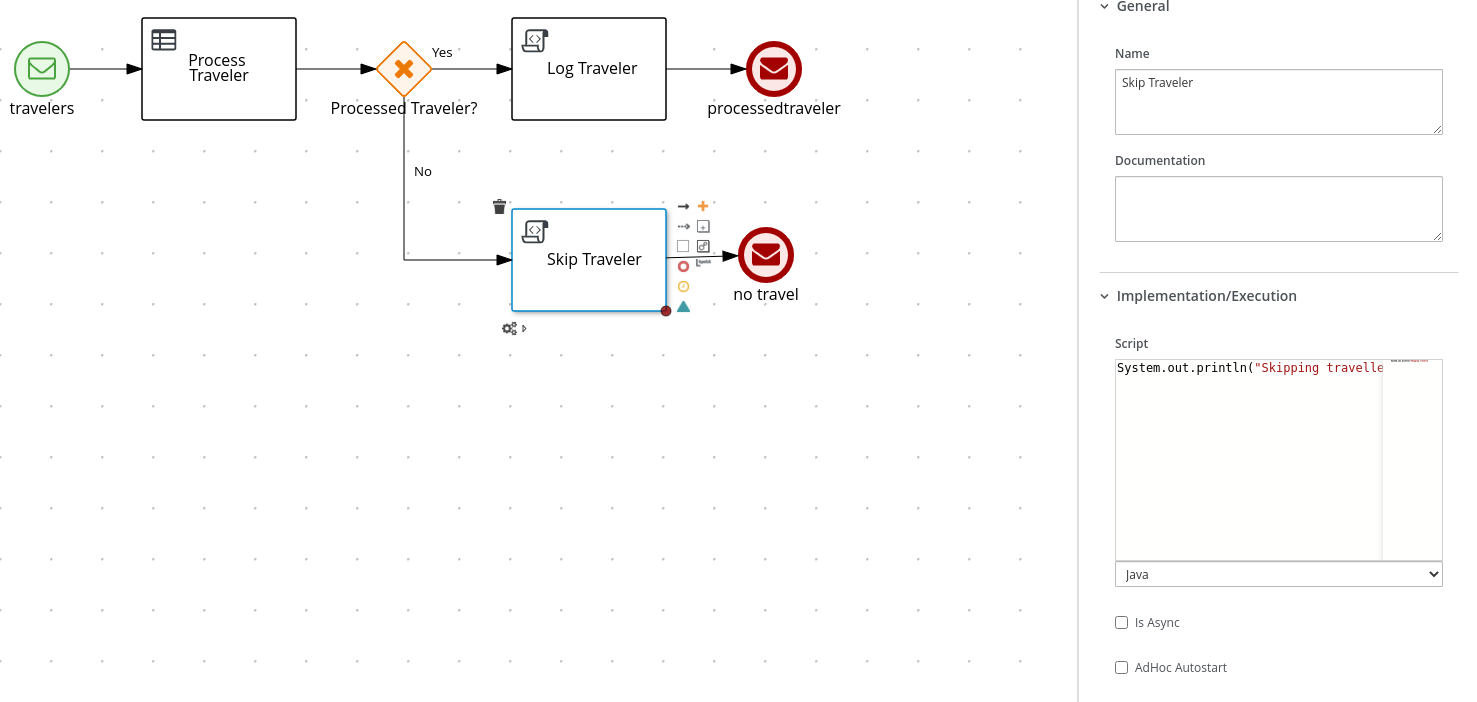 travelers
Process
Traveler
Processed Traveler?
Yes
Log Traveler
processedtraveler
No
Skip Traveler
no travel
General
Name
Skip Traveler
Documentation
Implementation/Execution
Script
System.out.println("Skipping travelle
Java
Is Async
AdHoc Autostart